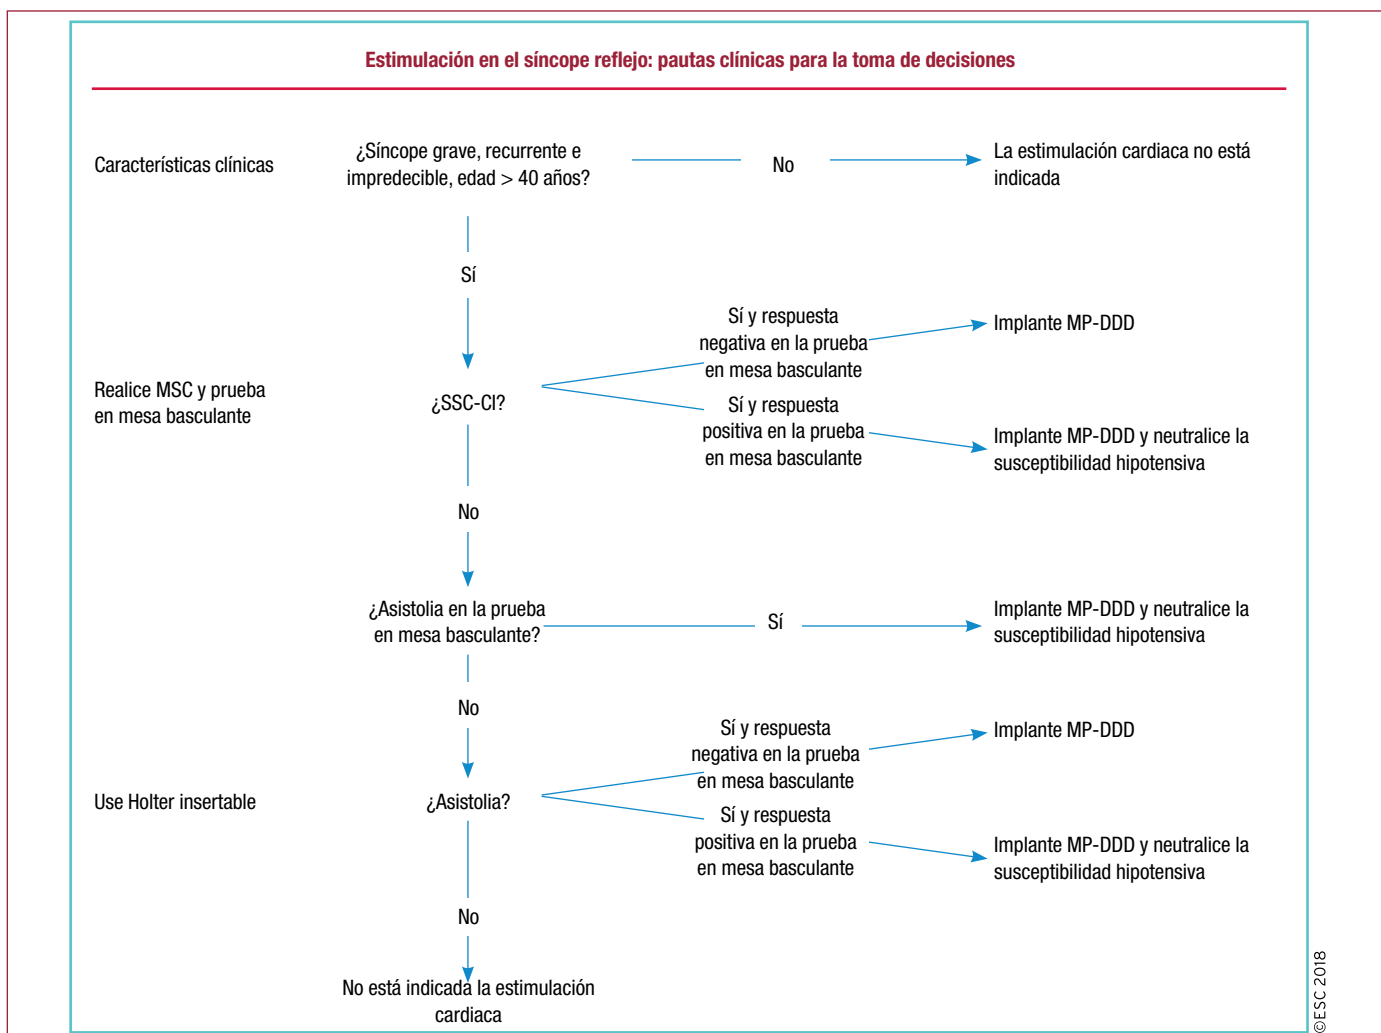 Estimulación en el síncope reflejo: pautas clínicas para la toma de decisiones
Características clínicas
¿Síncope grave, recurrente e
impredecible, edad > 40 años?
No
La estimulación cardiaca no está
indicada
Sí
Realice MSC y prueba
en mesa basculante
¿SSC-CI?
Sí y respuesta
negativa en la prueba
en mesa basculante
Implante MP-DDD
Sí y respuesta
positiva en la prueba
en mesa basculante
Implante MP-DDD y neutralice la
susceptibilidad hipotensiva
No
¿Asistolia en la prueba
en mesa basculante?
Sí
Implante MP-DDD y neutralice la
susceptibilidad hipotensiva
No
Use Holter insertable
¿Asistolia?
Sí y respuesta
negativa en la prueba
en mesa basculante
Implante MP-DDD
Sí y respuesta
positiva en la prueba
en mesa basculante
Implante MP-DDD y neutralice la
susceptibilidad hipotensiva
No
No está indicada la estimulación
cardiaca
©ESC 2018